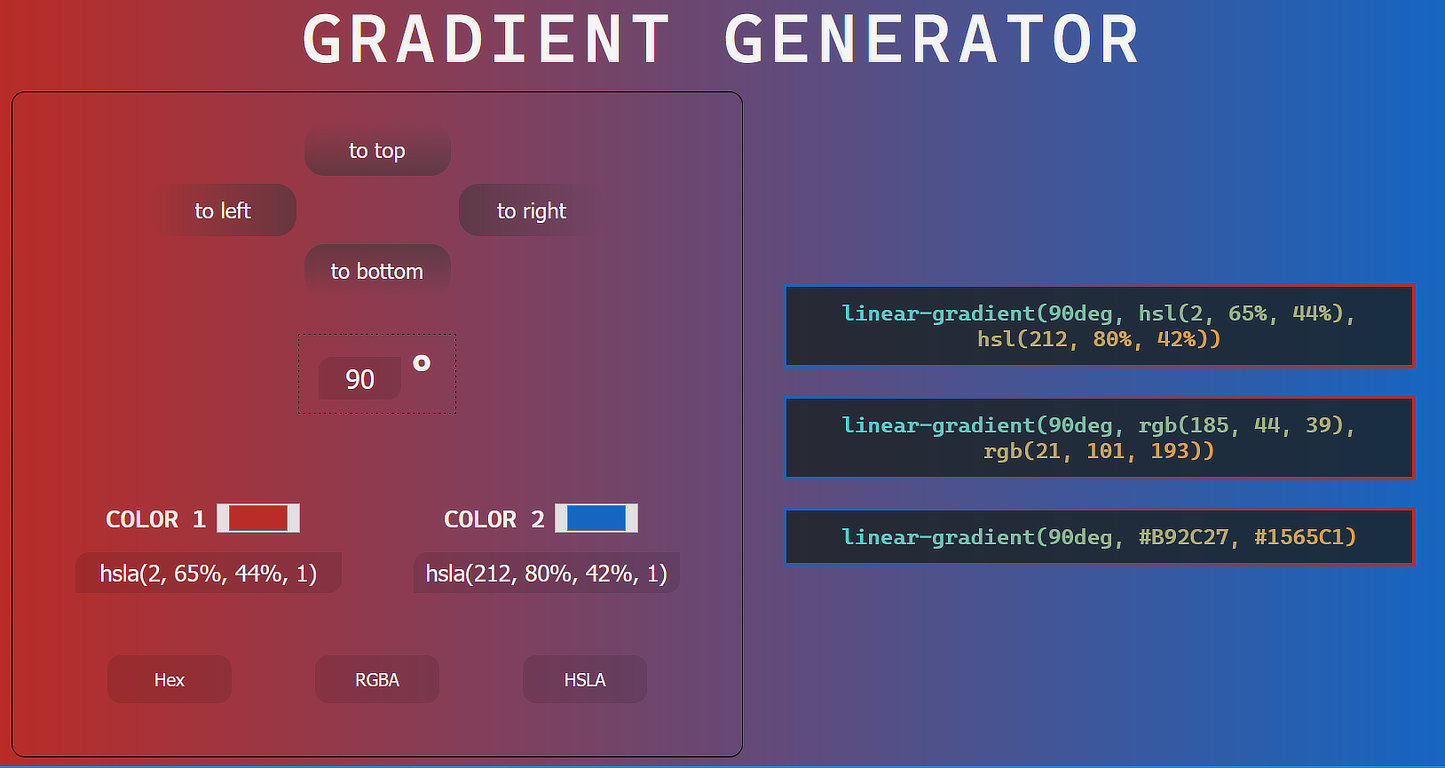 GRADIENT GENERATOR
to top
to left
to right
to bottom
90 °
COLOR 1
hsla(2, 65%, 44%, 1)
COLOR 2
hsla(212, 80%, 42%, 1)
Hex
RGBA
HSLA
linear-gradient(90deg, hsl(2, 65%, 44%),
hsl(212, 80%, 42%))
linear-gradient(90deg, rgb(185, 44, 39),
rgb(21, 101, 193))
linear-gradient(90deg, #B92C27, #1565C1)